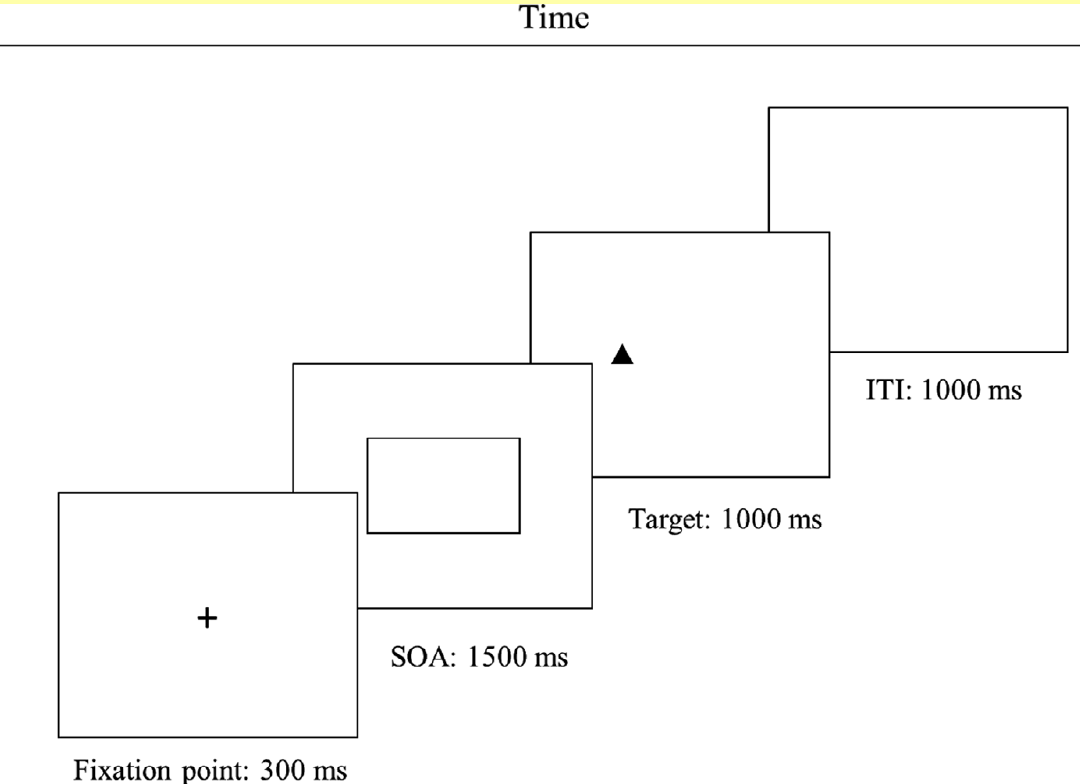 Time
ITI: 1000 ms
Target: 1000 ms
SOA: 1500 ms
Fixation point: 300 ms